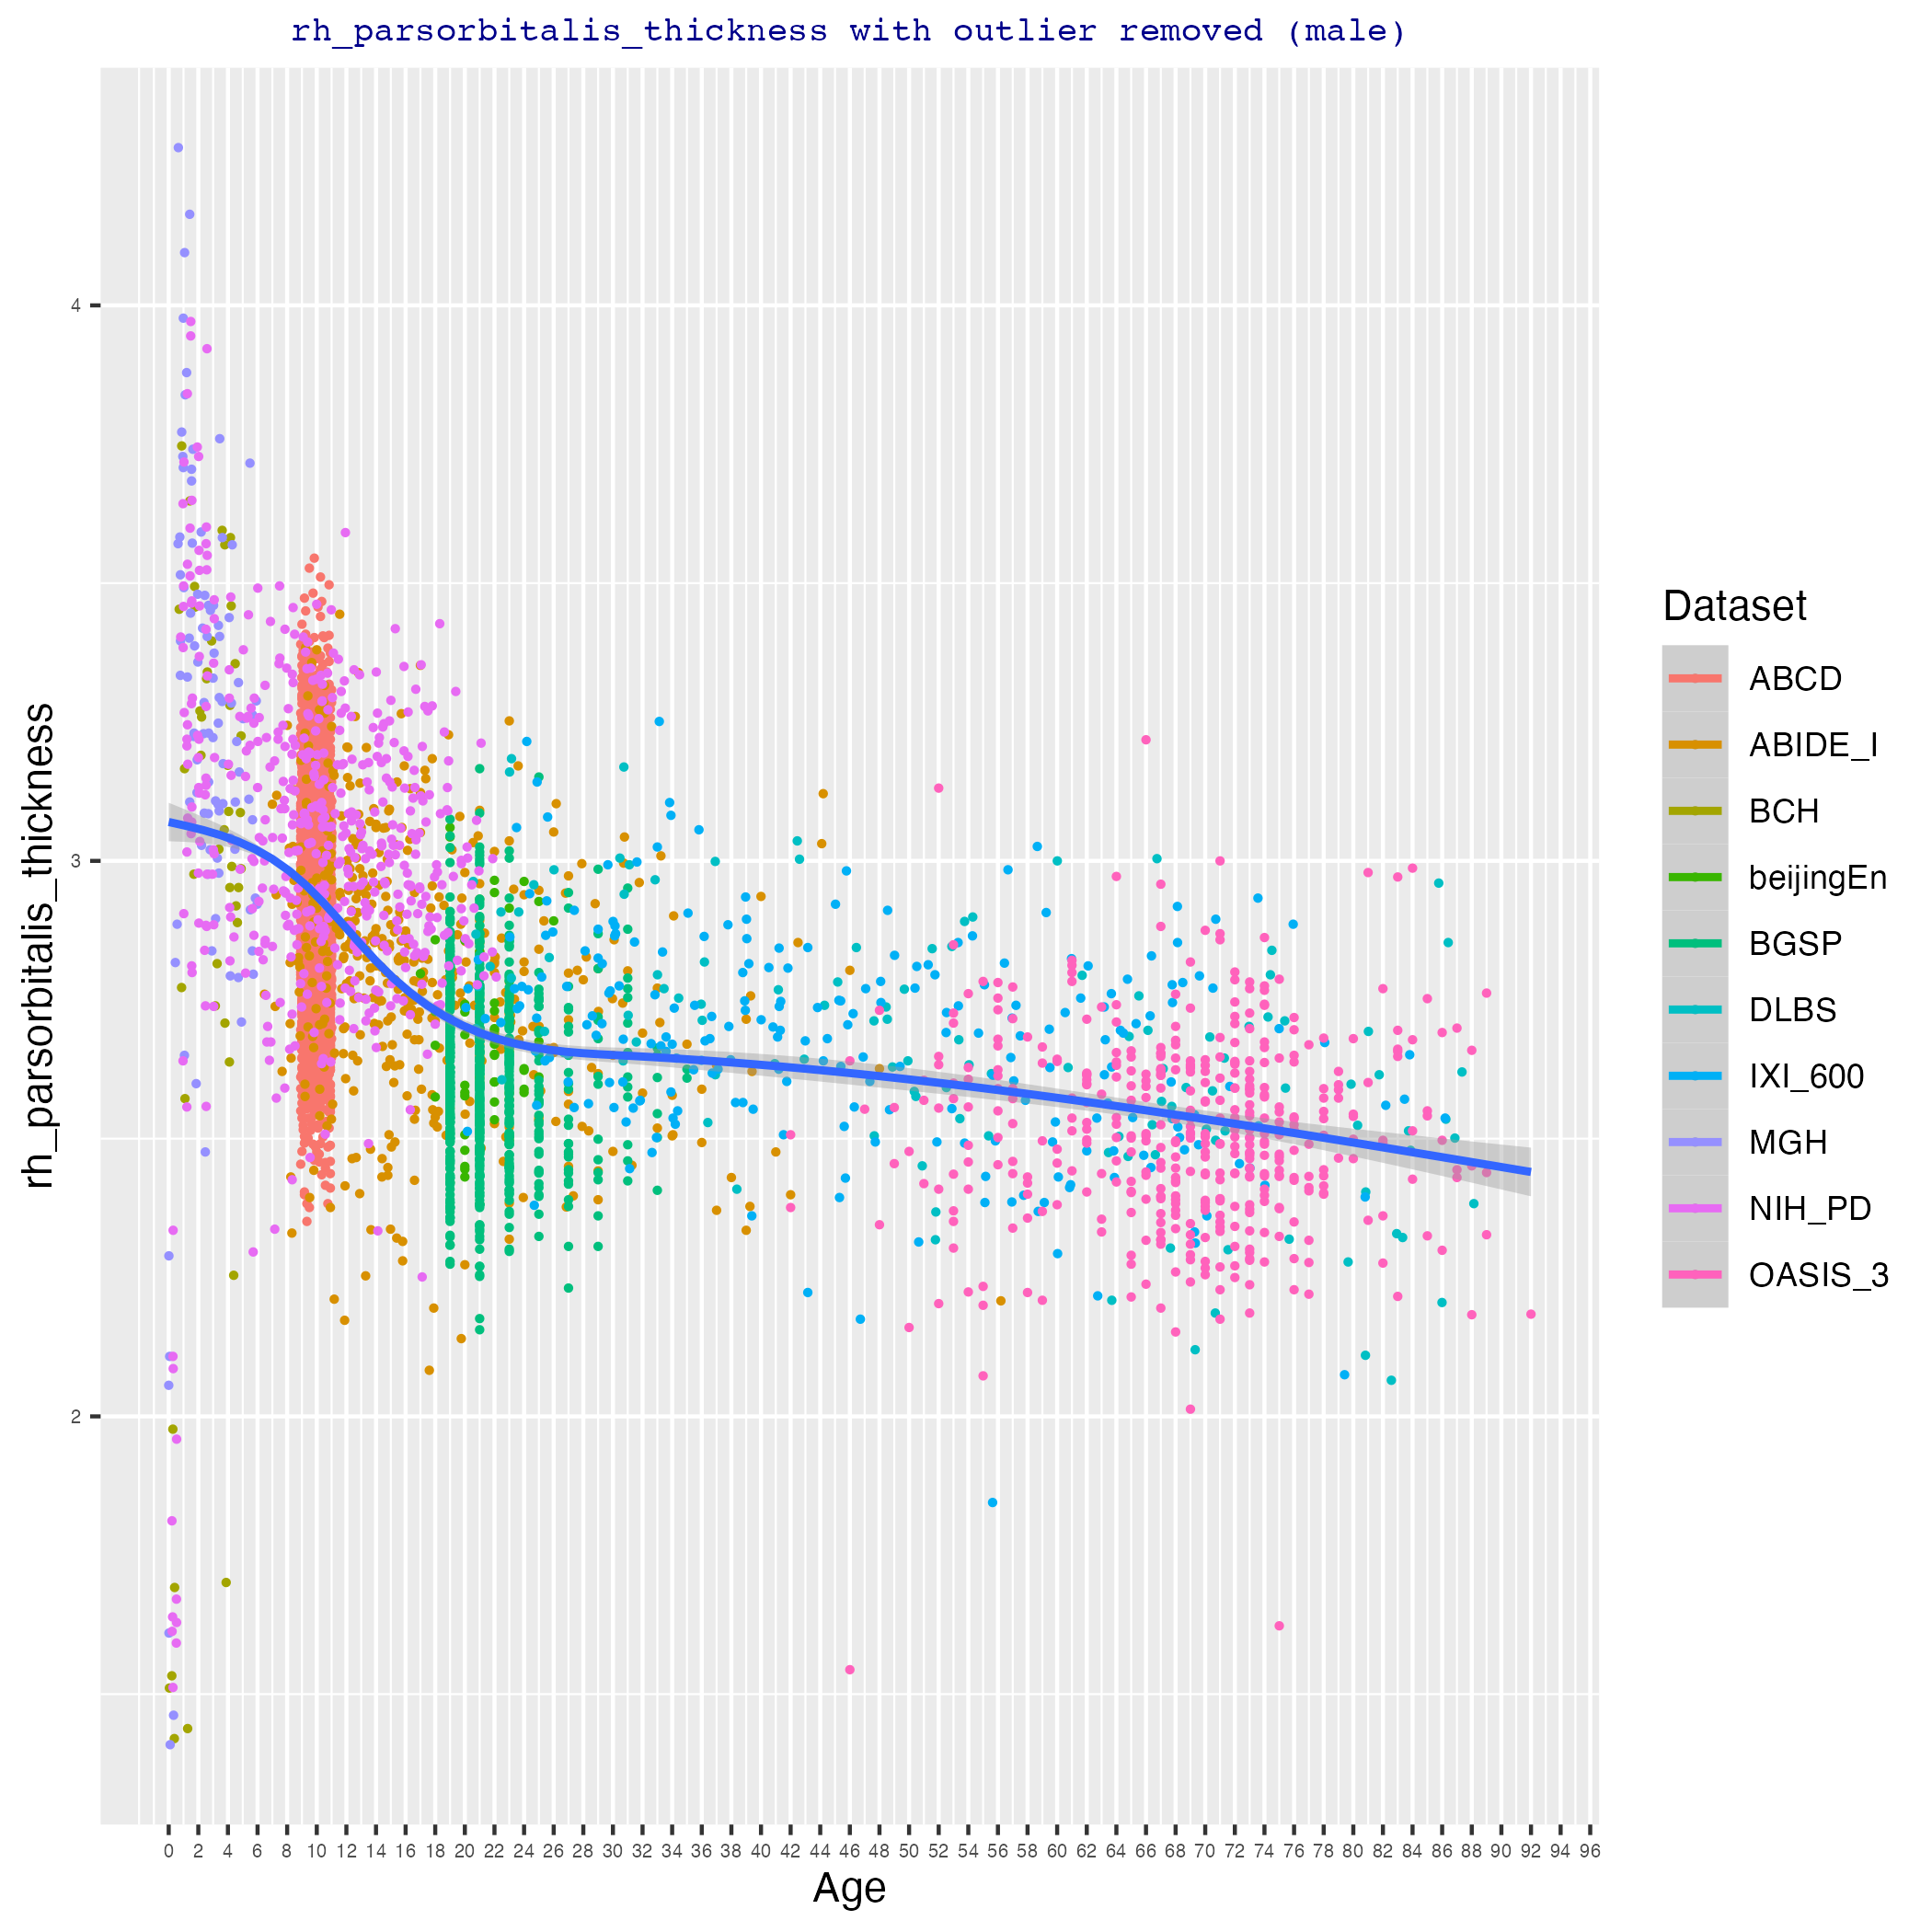 rh_parsorbitalis_thickness with outlier removed (male)
rh_parsorbitalis_thickness
4
3
2
0 2 4 6 8 10 12 14 16 18 20 22 24 26 28 30 32 34 36 38 40 42 44 46 48 50 52 54 56 58 60 62 64 66 68 70 72 74 76 78 80 82 84 86 88 90 92 94 96
Age
Dataset
ABCD
ABIDE_I
BCH
beijingEn
BGSP
DLBS
IXI_600
MGH
NIH_PD
OASIS_3